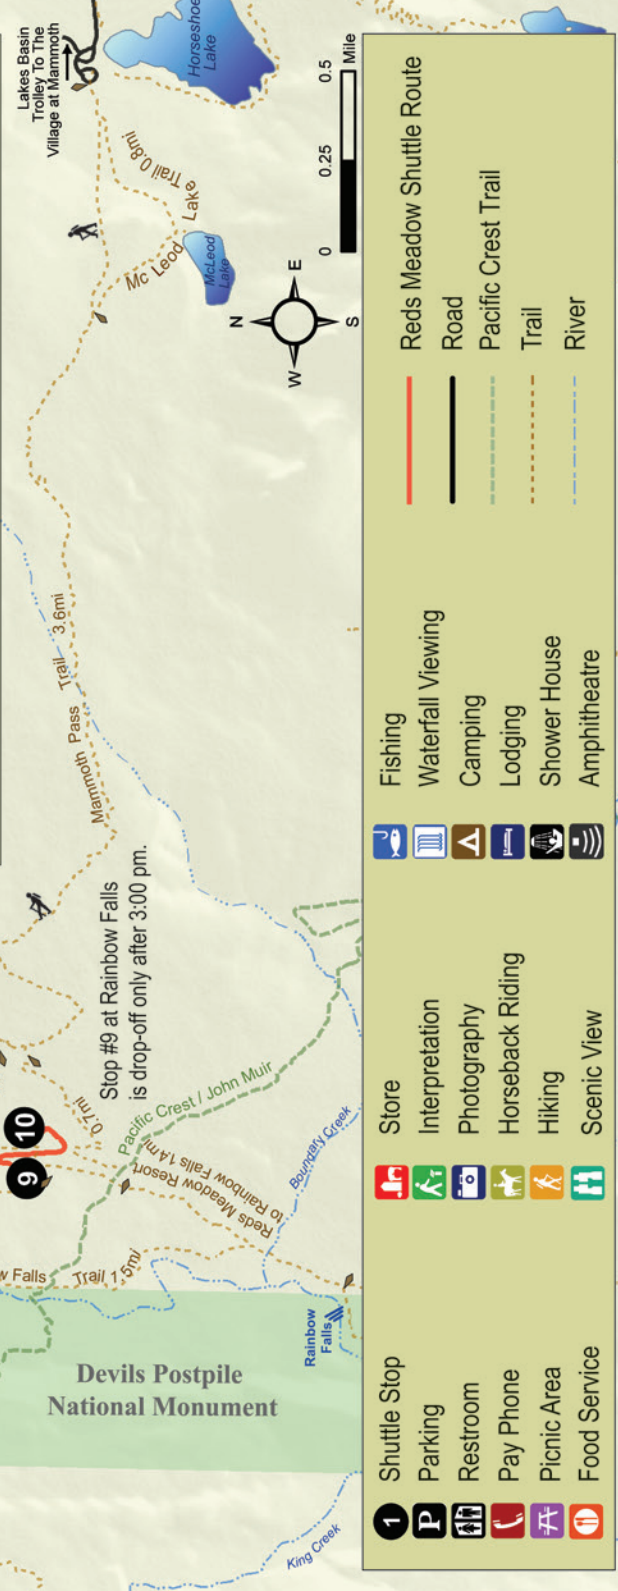 Lakes Basin
Trolley To The
Village at Mammoth
Horseshoe
Lake
Mc Leod Lake Trail 0.8mi
McLeod
Lake
N
W
E
S
0
0.25
0.5
Mile
Mammoth Pass Trail 3.6mi
Stop #9 at Rainbow Falls
is drop-off only after 3:00 pm.
9
10
0.7mi
Pacific Crest / John Muir
Reds Meadow Resort
to Rainbow Falls 1.4mi
Boundary Creek
Falls Trail 1.5mi
Rainbow
Falls
Devils Postpile
National Monument
King Creek
1 Shuttle Stop
P Parking
Restroom
Pay Phone
Picnic Area
Food Service
Store
Interpretation
Photography
Horseback Riding
Hiking
Scenic View
Fishing
Waterfall Viewing
Camping
Lodging
Shower House
Amphitheatre
Reds Meadow Shuttle Route
Road
Pacific Crest Trail
Trail
River